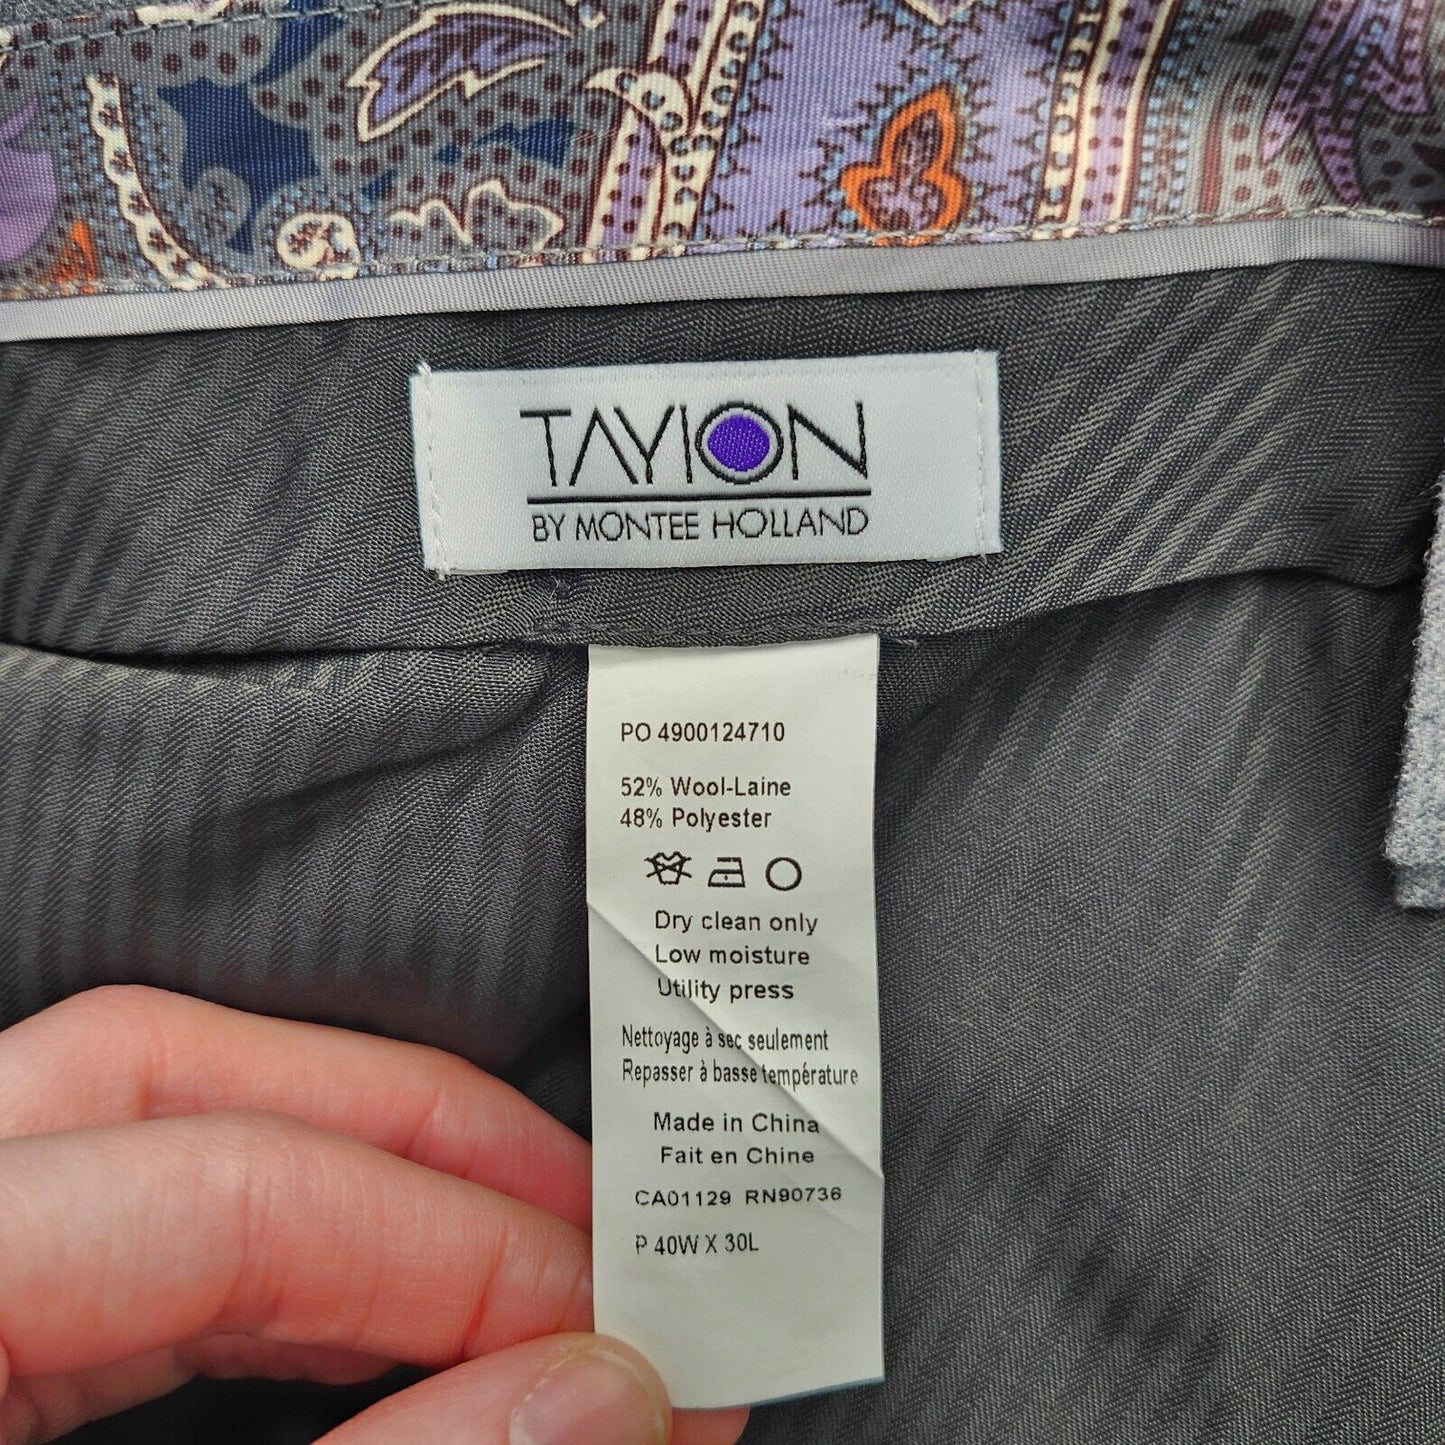 TAYION
BY MONTEE HOLLAND
PO 4900124710
52% Wool-Laine
48% Polyester
Dry clean only
Low moisture
Utility press
Nettoyage à sec seulement
Repasser à basse température
Made in China
Fait en Chine
CA01129 RN90736
P 40W X 30L